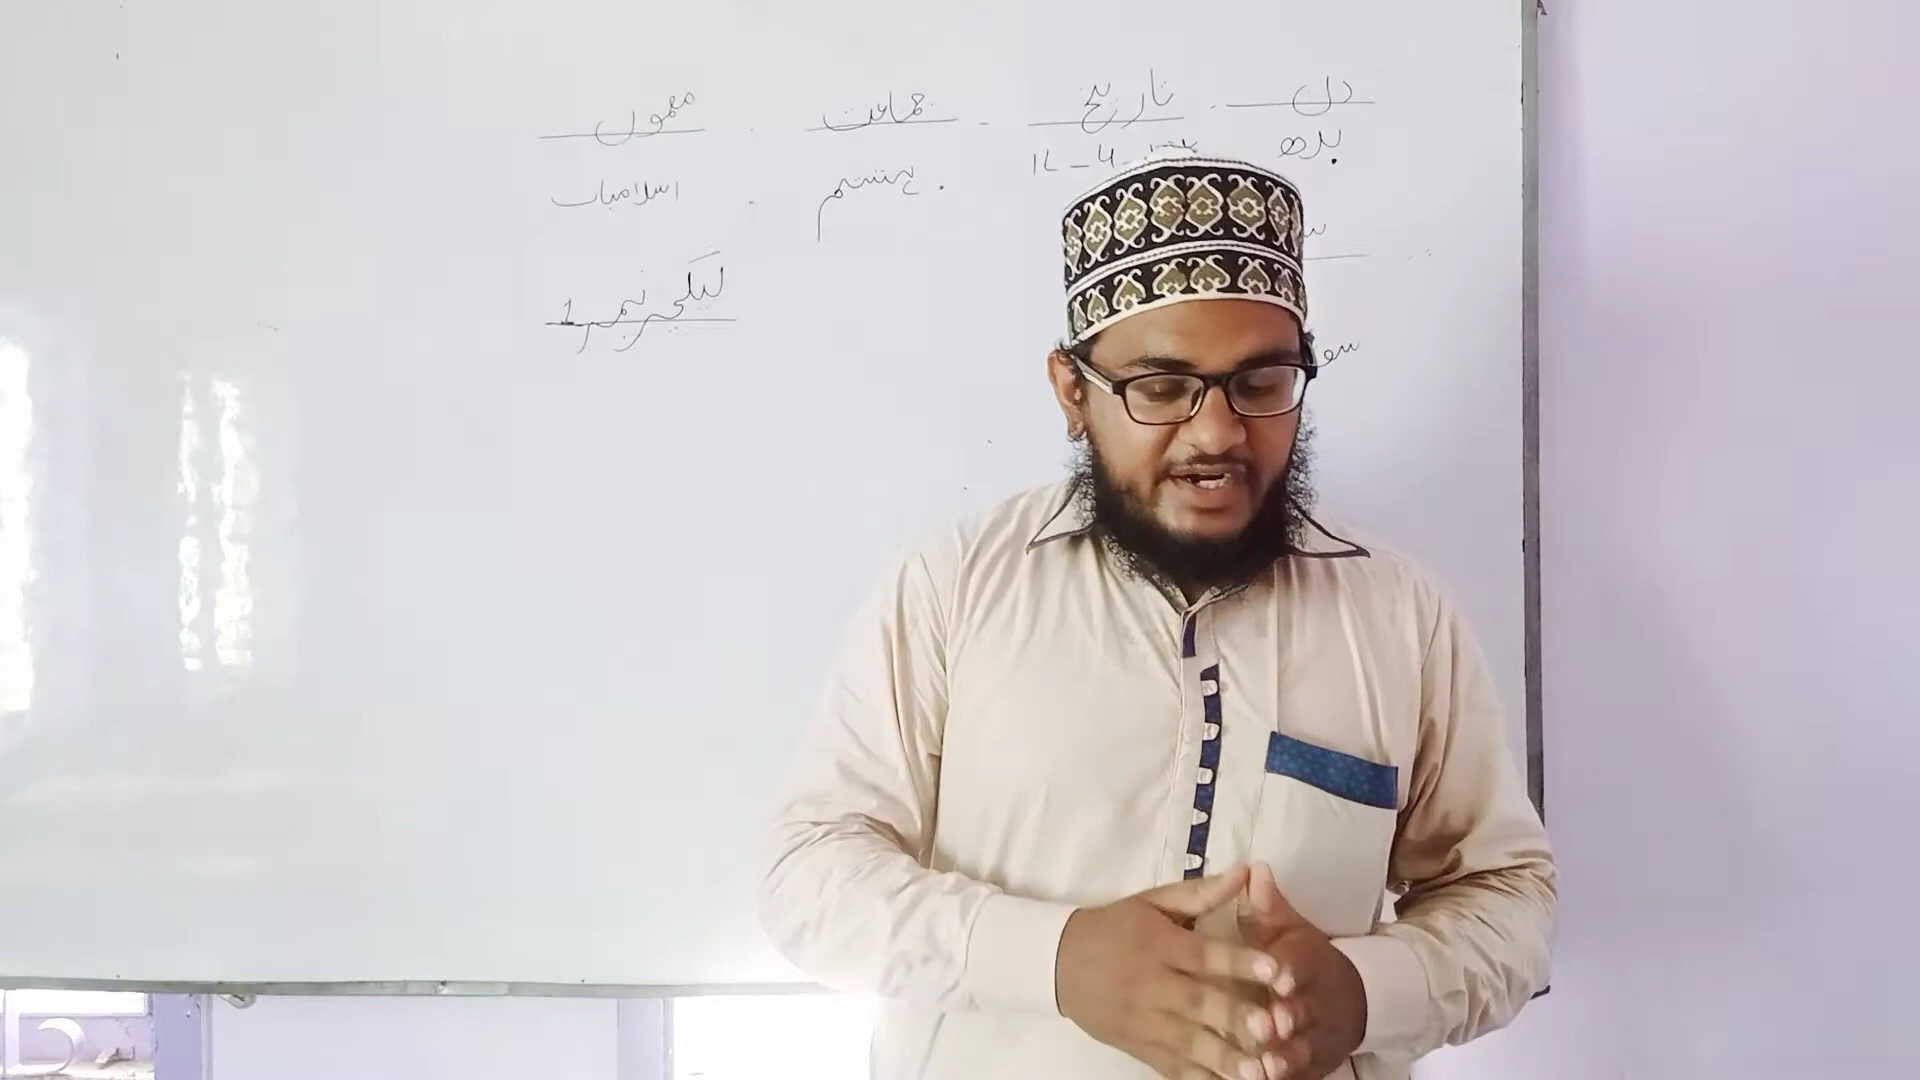 دن تاریخ جماعت مضمون
بدھ ہشتم اسلامیات
لیکچر نمبر 1